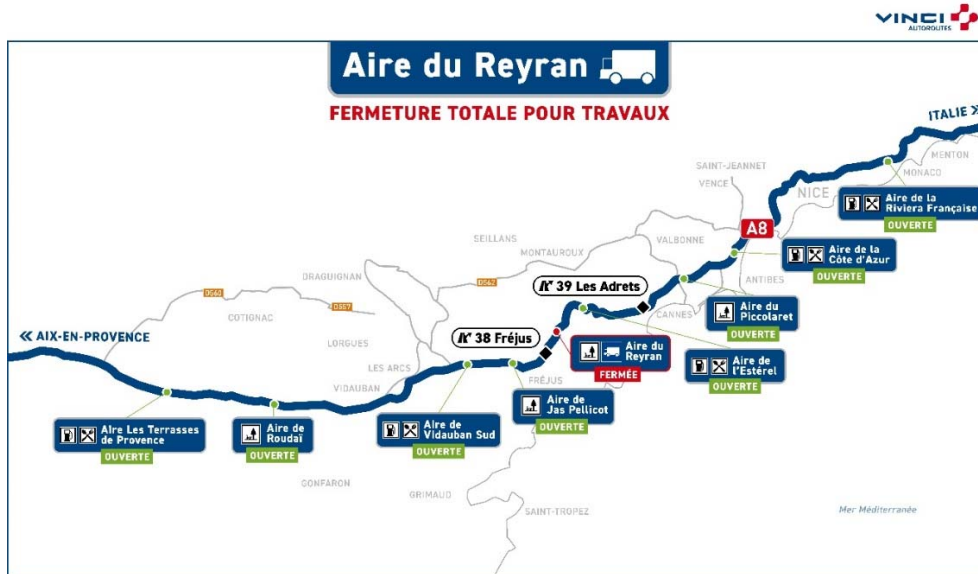 VINCI
AUTOROUTES
Aire du Reyran
FERMETURE TOTALE POUR TRAVAUX
ITALIE >>
MENTON
MONACO
SAINT-JEANNET
VENCE
NICE
Aire de la
Riviera Française
OUVERTE
A8
Aire de la
Côte d'Azur
OUVERTE
VALBONNE
ANTIBES
SEILLANS
MONTAUROUX
DRAGUIGNAN
D562
39 Les Adrets
CANNES
Aire du
Piccolaret
OUVERTE
D560
D557
COTIGNAC
<< AIX-EN-PROVENCE
LORGUES
38 Fréjus
Aire du
Reyran
FERMÉE
Aire de
l'Estérel
OUVERTE
LES ARCS
VIDAUBAN
FRÉJUS
Aire de
Jas Pellicot
OUVERTE
Aire Les Terrasses
de Provence
OUVERTE
Aire de
Roudaï
OUVERTE
Aire de
Vidauban Sud
OUVERTE
GONFARON
GRIMAUD
SAINT-TROPEZ
Mer Méditerranée